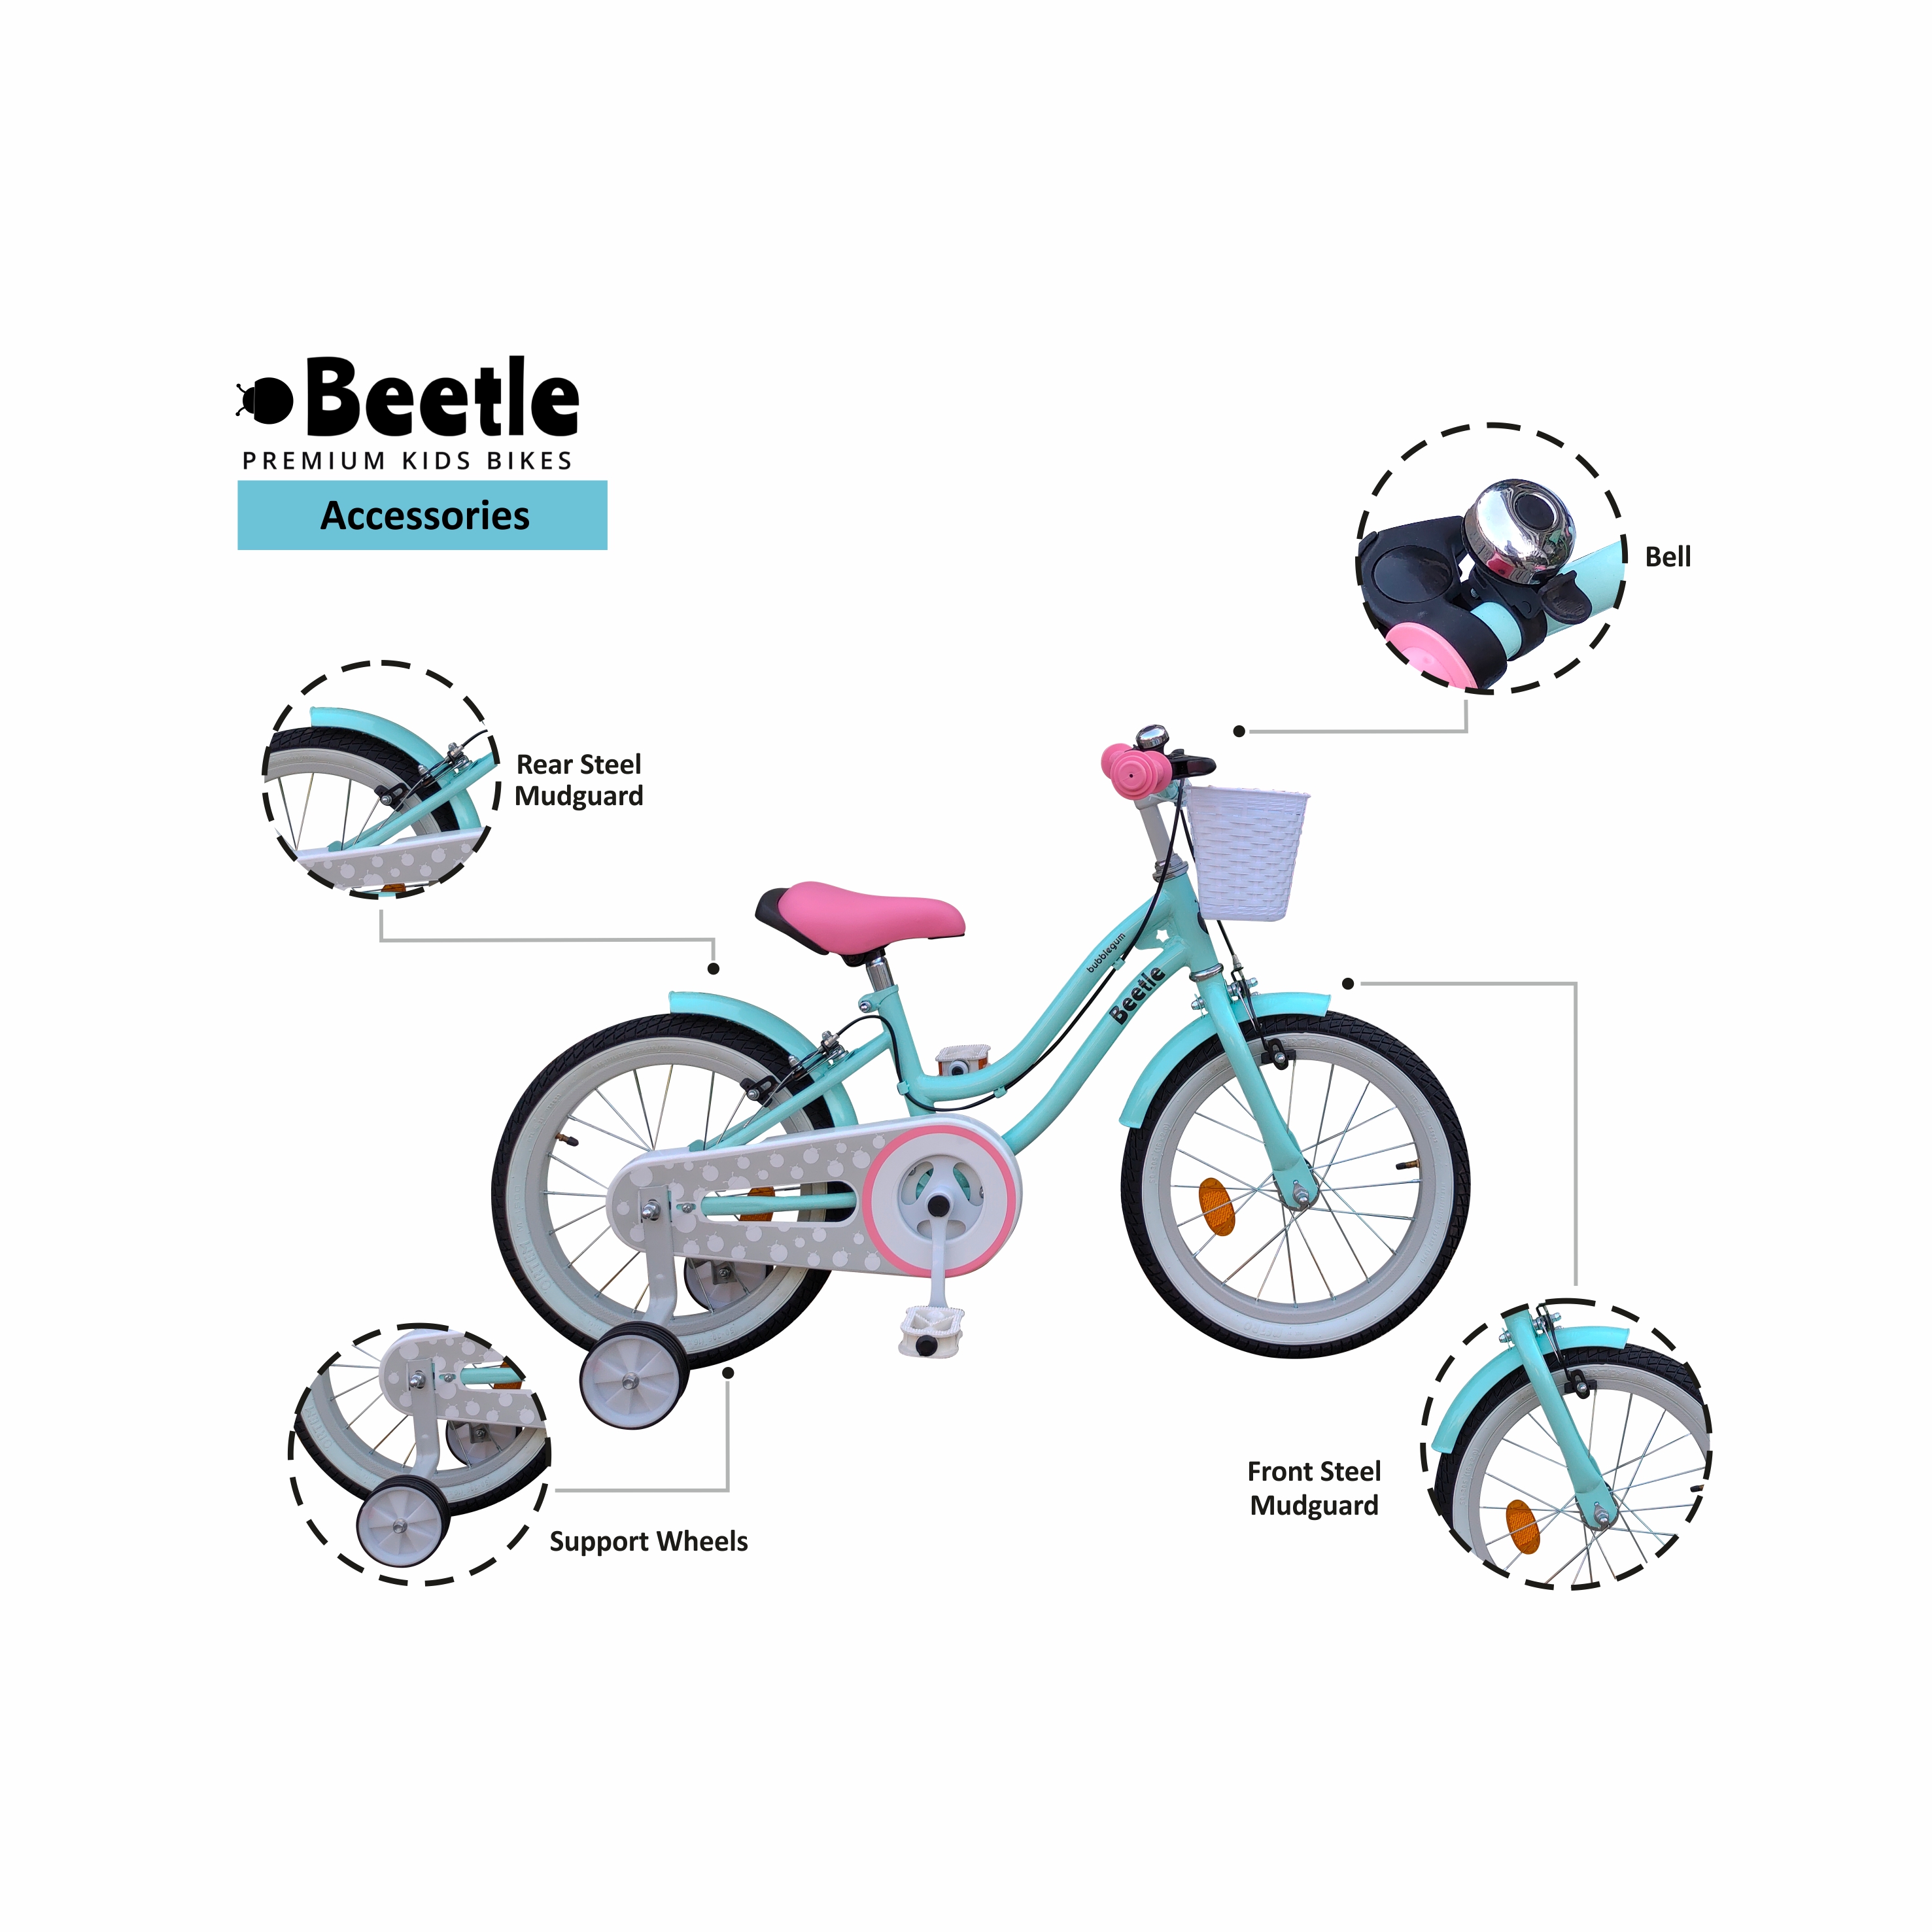 Beetle
PREMIUM KIDS BIKES
Accessories
Bell
Rear Steel
Mudguard
bubblegum
Beetle
Front Steel
Mudguard
Support Wheels